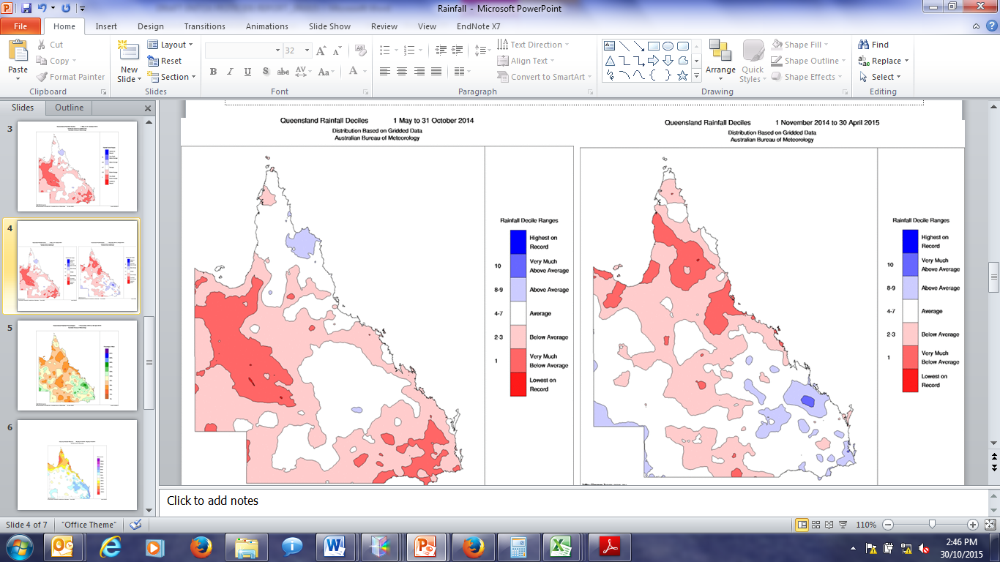 Rainfall - Microsoft PowerPoint
File Home Insert Design Transitions Animations Slide Show Review View EndNote X7
Paste
Cut
Copy
Format Painter
Clipboard
New
Slide
Layout
Reset
Section
Slides
32
B I U S abc AV Aa A
Font
Text Direction
Align Text
Convert to SmartArt
Paragraph
Arrange
Quick
Styles
Shape Fill
Shape Outline
Shape Effects
Drawing
Find
Replace
Select
Editing
Slides Outline
3
4
5
6
Queensland Rainfall Deciles 1 May to 31 October 2014
Distribution Based on Gridded Data
Australian Bureau of Meteorology
Rainfall Decile Ranges
Highest on
Record
10 Very Much
Above Average
8-9 Above Average
4-7 Average
2-3 Below Average
1 Very Much
Below Average
Lowest on
Record
Queensland Rainfall Deciles 1 November 2014 to 30 April 2015
Distribution Based on Gridded Data
Australian Bureau of Meteorology
Rainfall Decile Ranges
Highest on
Record
10 Very Much
Above Average
8-9 Above Average
4-7 Average
2-3 Below Average
1 Very Much
Below Average
Lowest on
Record
Click to add notes
Slide 4 of 7 "Office Theme" 110%
2:46 PM
30/10/2015